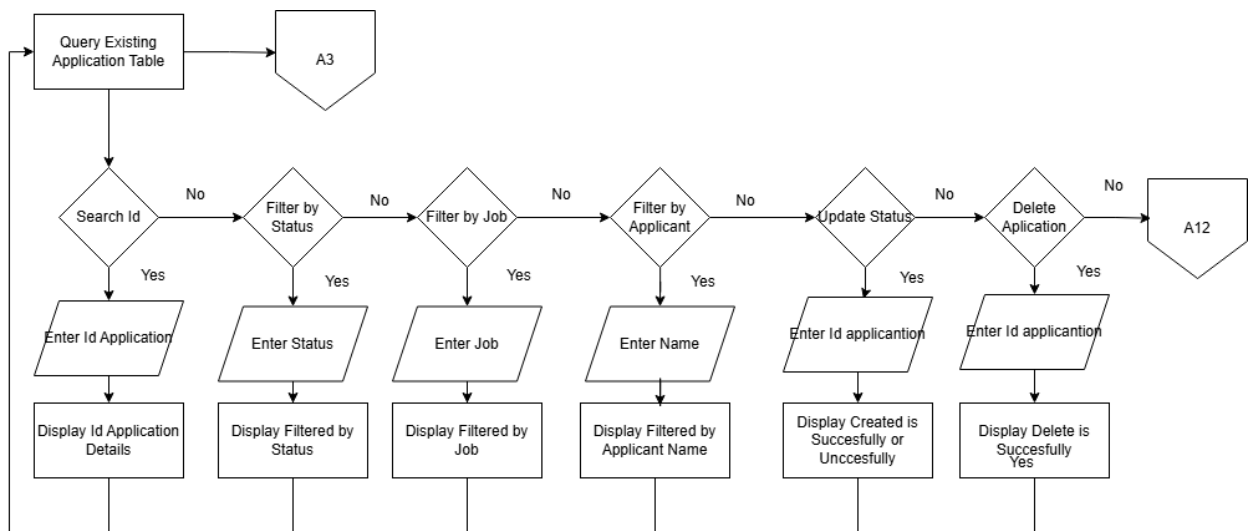 Query Existing
Application Table
A3
Search Id
No
Filter by
Status
No
Filter by Job
No
Filter by
Applicant
No
Update Status
No
Delete
Aplication
No
A12
Yes
Yes
Yes
Yes
Yes
Yes
Enter Id Application
Enter Status
Enter Job
Enter Name
Enter Id applicantion
Enter Id applicantion
Display Id Application
Details
Display Filtered by
Status
Display Filtered by
Job
Display Filtered by
Applicant Name
Display Created is
Succesfully or
Unccesfully
Display Delete is
Succesfully
Yes